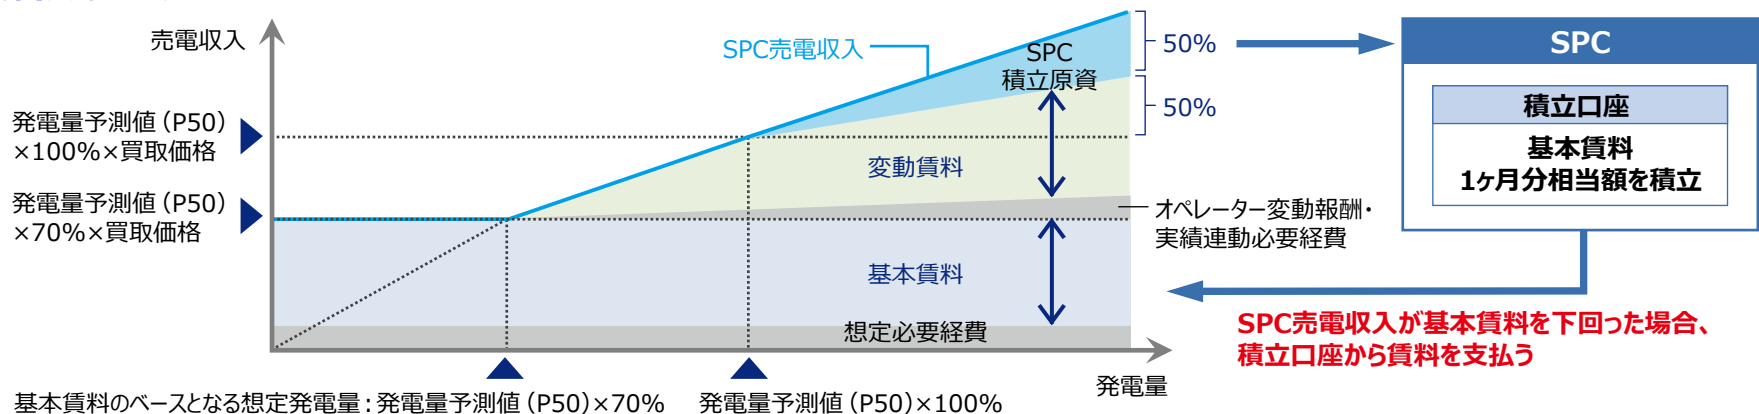 売電収入
SPC売電収入
SPC
積立原資
50%
50%
発電量予測値（P50）
×100%×買取価格
変動賃料
発電量予測値（P50）
×70%×買取価格
オペレーター変動報酬・
実績連動必要経費
基本賃料
想定必要経費
発電量
基本賃料のベースとなる想定発電量：発電量予測値（P50）×70%
発電量予測値（P50）×100%
SPC
積立口座
基本賃料
1ヶ月分相当額を積立
SPC売電収入が基本賃料を下回った場合、
積立口座から賃料を支払う